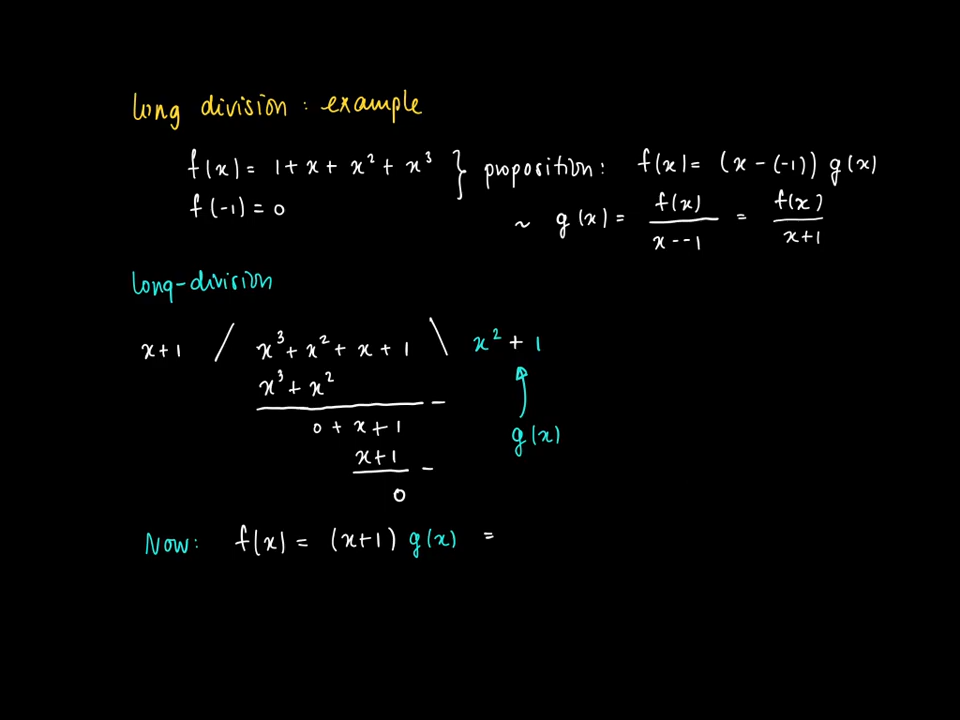 long division : example
f(x) = 1 + x + x² + x³ } proposition: f(x) = (x - (-1)) g(x)
f(-1) = 0
~ g(x) = f(x) / x - -1 = f(x) / x+1
long-division
x+1 / x³ + x² + x + 1 \ x² + 1
x³ + x²
—
0 + x + 1
g(x)
x+1
—
0
Now: f(x) = (x+1) g(x) =